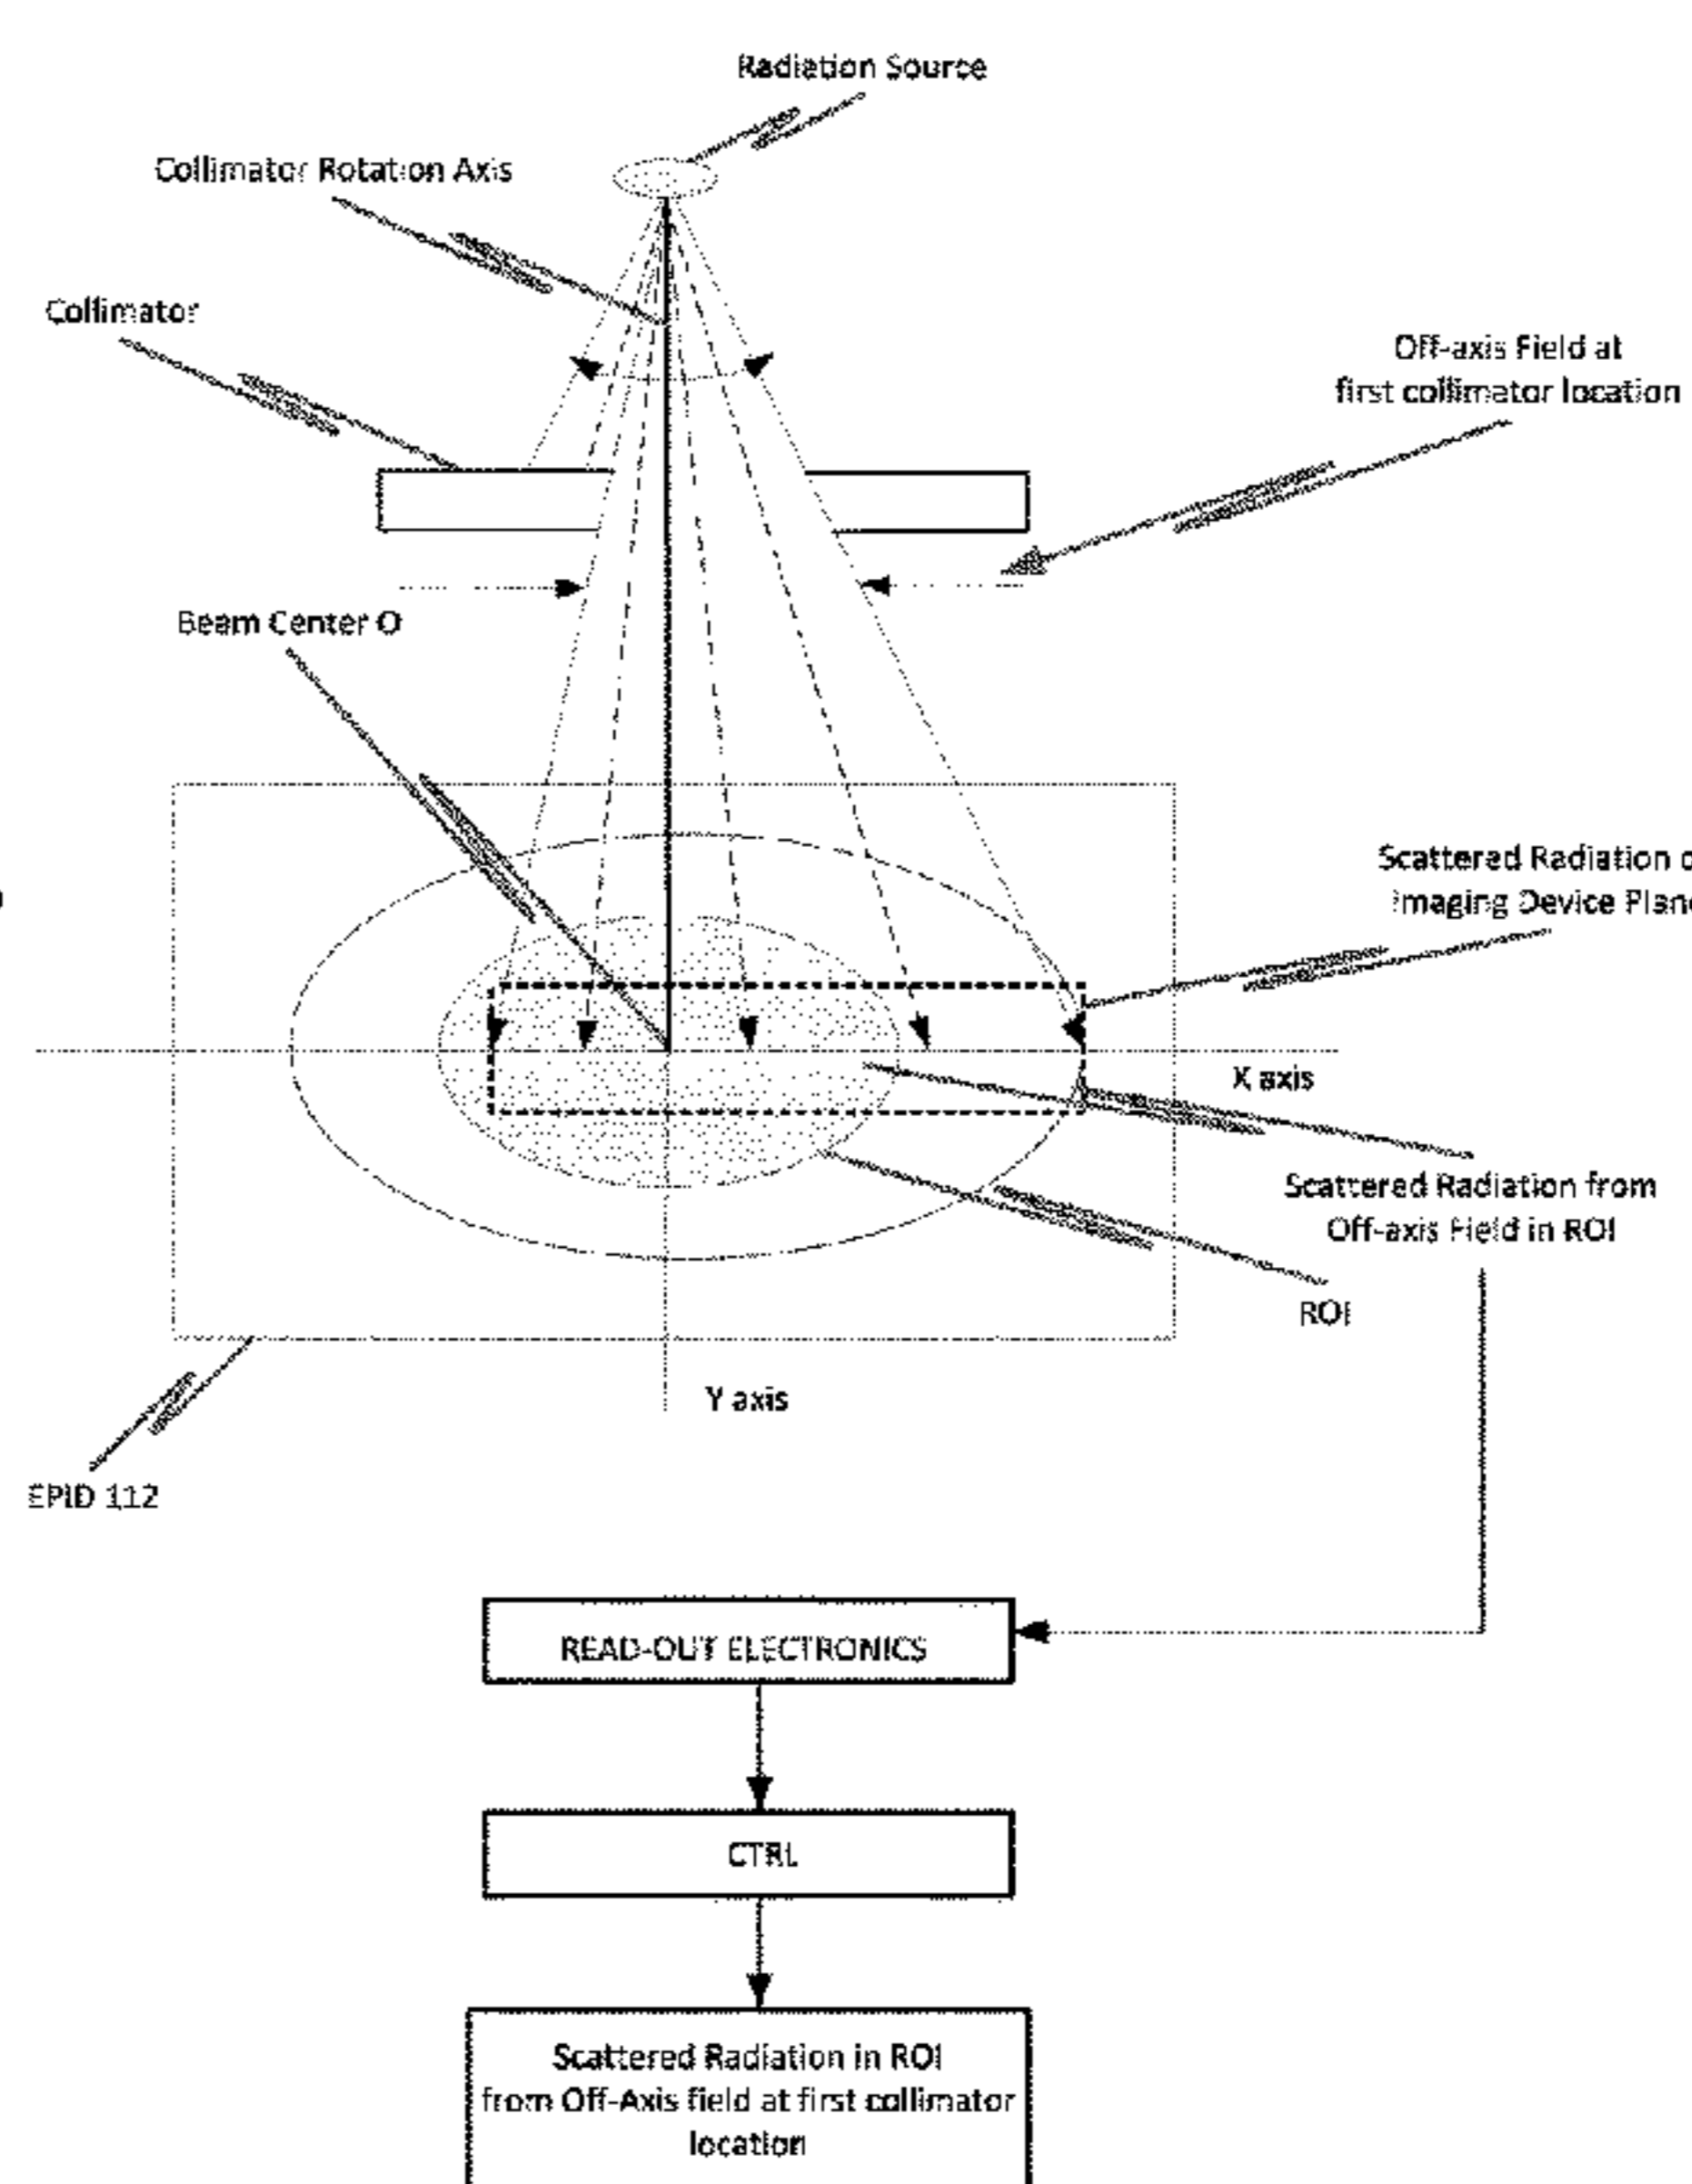 Radiation Source
Collimator Rotation Axis
Collimator
Off-axis Field at
first collimator location
Beam Center O
Scattered Radiation
Imaging Device
X axis
Scattered Radiation from
Off-axis Field in ROI
ROI
Y axis
EPID 112
READ-OUT ELECTRONICS
CTRL
Scattered Radiation in ROI
from Off-Axis field at first collimator
location